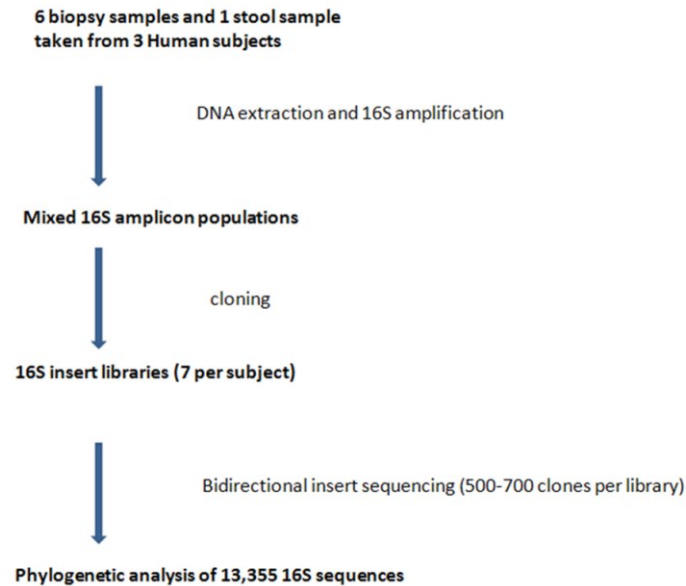 6 biopsy samples and 1 stool sample
taken from 3 Human subjects
DNA extraction and 16S amplification
Mixed 16S amplicon populations
cloning
16S insert libraries (7 per subject)
Bidirectional insert sequencing (500-700 clones per library)
Phylogenetic analysis of 13,355 16S sequences